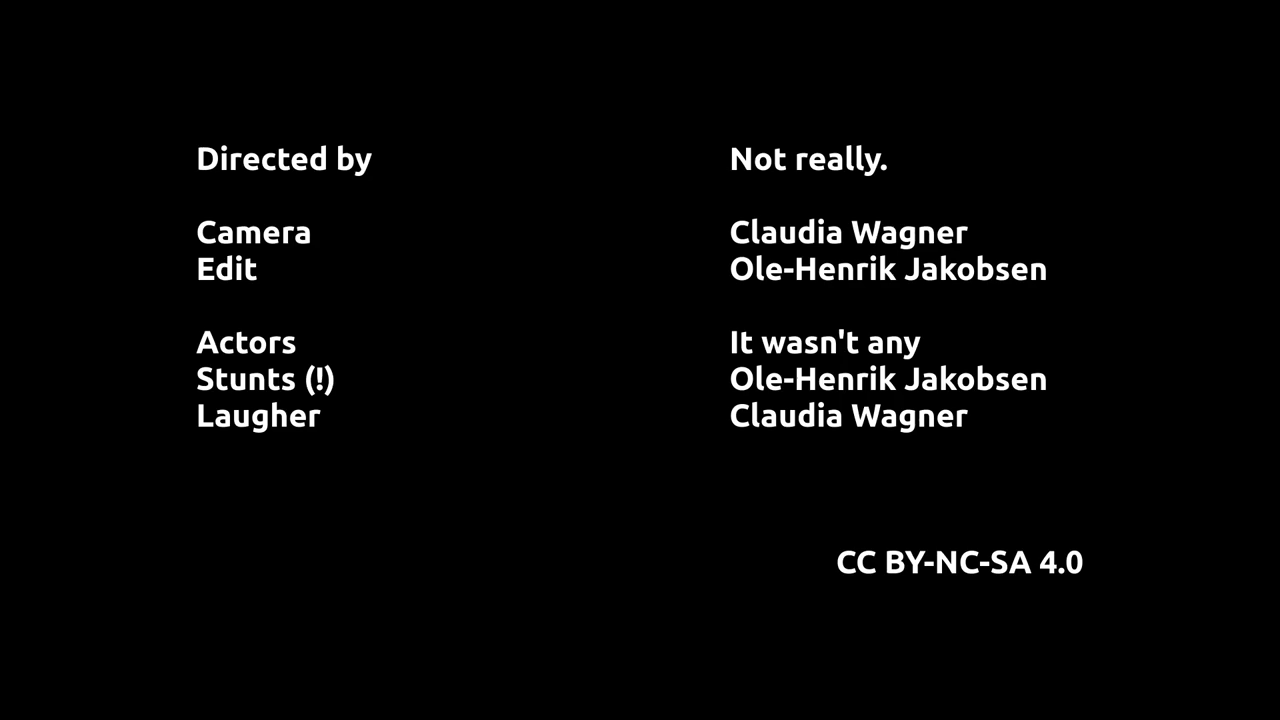 Directed by Not really.
Camera Claudia Wagner
Edit Ole-Henrik Jakobsen
Actors It wasn't any
Stunts (!) Ole-Henrik Jakobsen
Laugher Claudia Wagner
CC BY-NC-SA 4.0